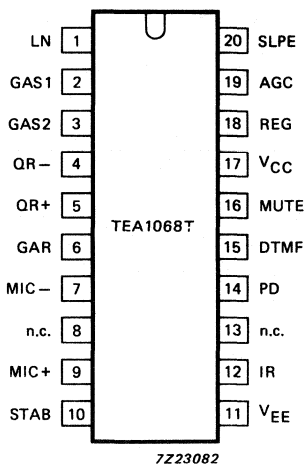 LN 1 20 SLPE
GAS1 2 19 AGC
GAS2 3 18 REG
QR− 4 17 VCC
QR+ 5 16 MUTE
TEA1068T
GAR 6 15 DTMF
MIC− 7 14 PD
n.c. 8 13 n.c.
MIC+ 9 12 IR
STAB 10 11 VEE
7Z23082